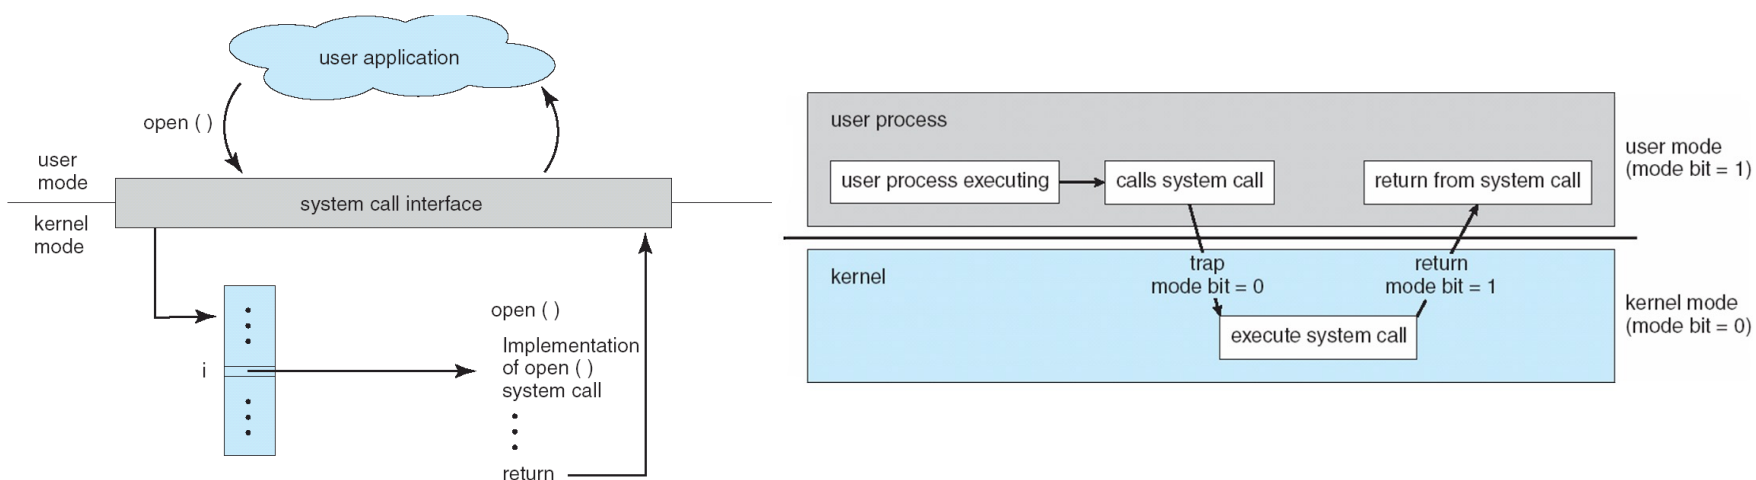 user application
open ( )
user
mode
system call interface
kernel
mode
i
open ( )
Implementation
of open ( )
system call
return
user process
user process executing
calls system call
return from system call
user mode
(mode bit = 1)
kernel
trap
mode bit = 0
return
mode bit = 1
execute system call
kernel mode
(mode bit = 0)